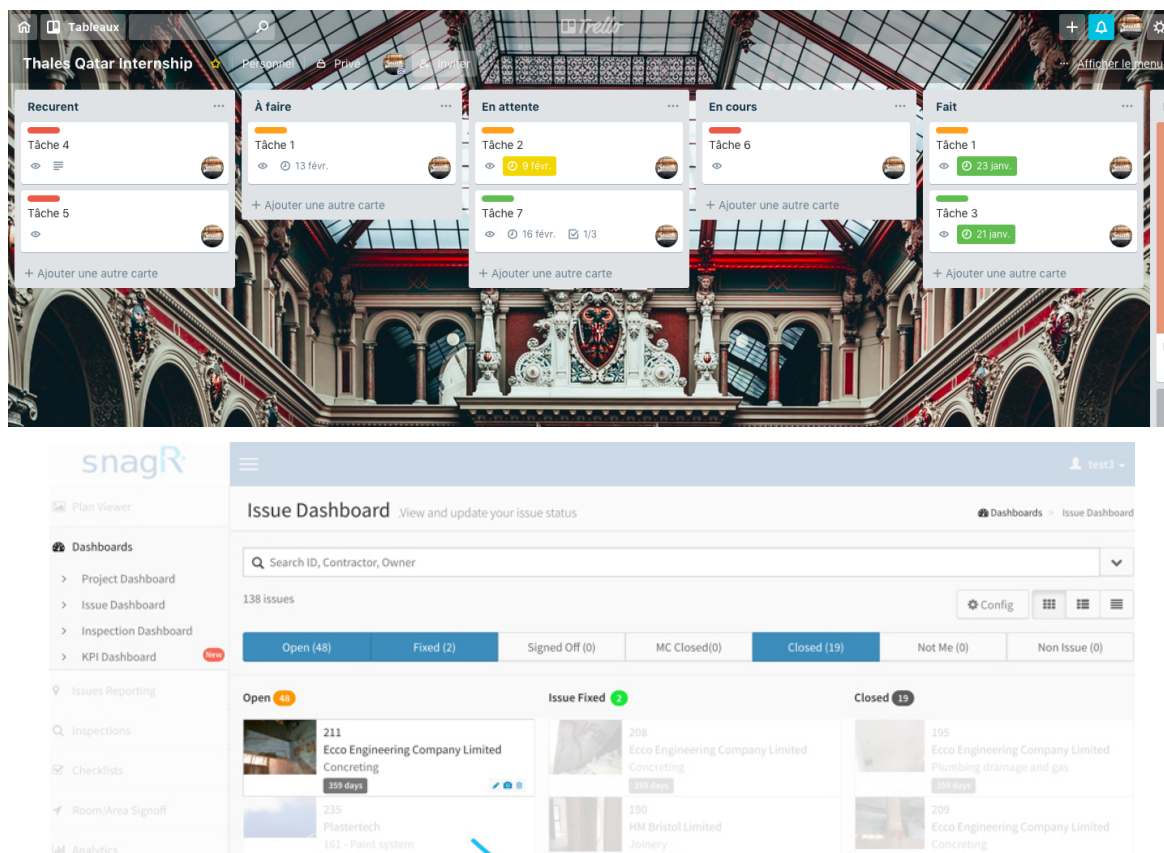 Tableaux
Trello
Thales Qatar Internship
Personnel
Privé
Inviter
Afficher le menu
Recurent
Tâche 4
Tâche 5
+ Ajouter une autre carte
À faire
Tâche 1
13 févr.
+ Ajouter une autre carte
En attente
Tâche 2
9 févr.
Tâche 7
16 févr.
1/3
+ Ajouter une autre carte
En cours
Tâche 6
+ Ajouter une autre carte
Fait
Tâche 1
23 janv.
Tâche 3
21 janv.
+ Ajouter une autre carte
snagR
test3
Plan Viewer
Dashboards
Project Dashboard
Issue Dashboard
Inspection Dashboard
KPI Dashboard
New
Issues Reporting
Inspections
Checklists
Room/Area Signoff
Analytics
Issue Dashboard .View and update your issue status
Dashboards > Issue Dashboard
Search ID, Contractor, Owner
138 issues
Config
Open (48)
Fixed (2)
Signed Off (0)
MC Closed(0)
Closed (19)
Not Me (0)
Non Issue (0)
Open 48
211
Ecco Engineering Company Limited
Concreting
359 days
235
Plastertech
161 - Paint system
Issue Fixed 2
208
Ecco Engineering Company Limited
Concreting
359 days
190
HM Bristol Limited
Joinery
Closed 19
195
Ecco Engineering Company Limited
Plumbing drainage and gas
359 days
209
Ecco Engineering Company Limited
Concreting